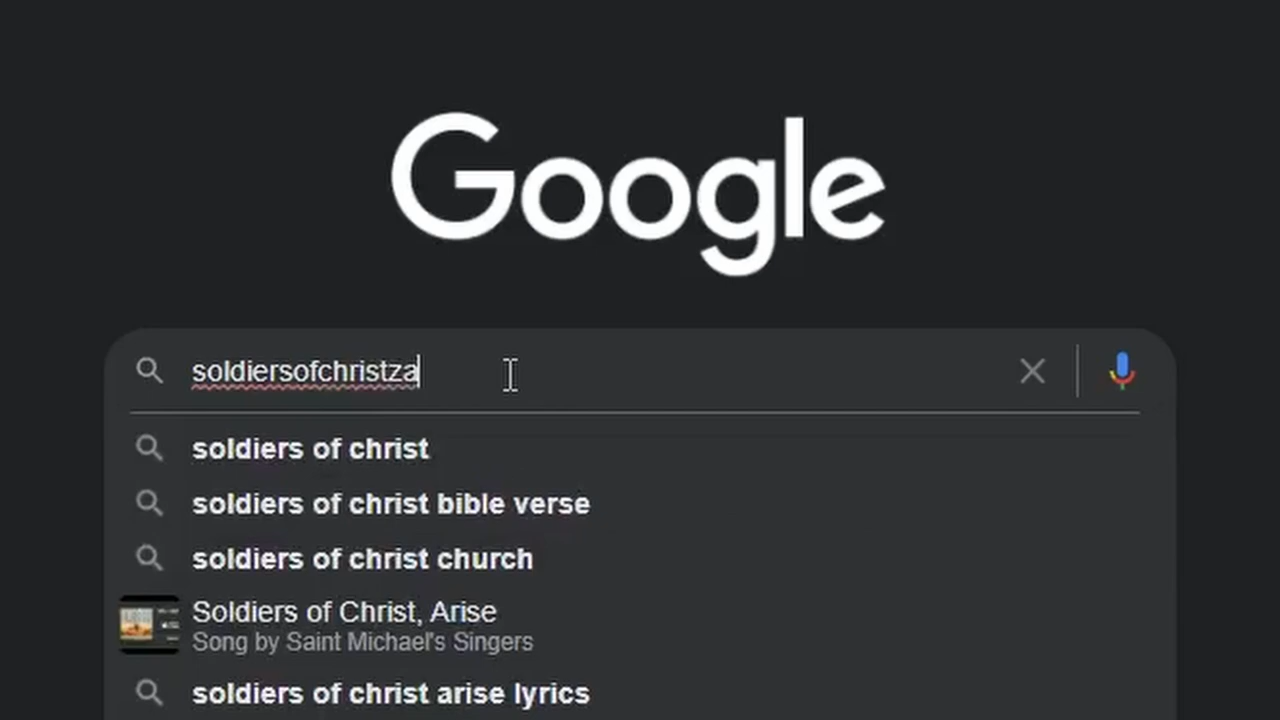 Google
soldiersofchristza
soldiers of christ
soldiers of christ bible verse
soldiers of christ church
Soldiers of Christ, Arise
Song by Saint Michael's Singers
soldiers of christ arise lyrics